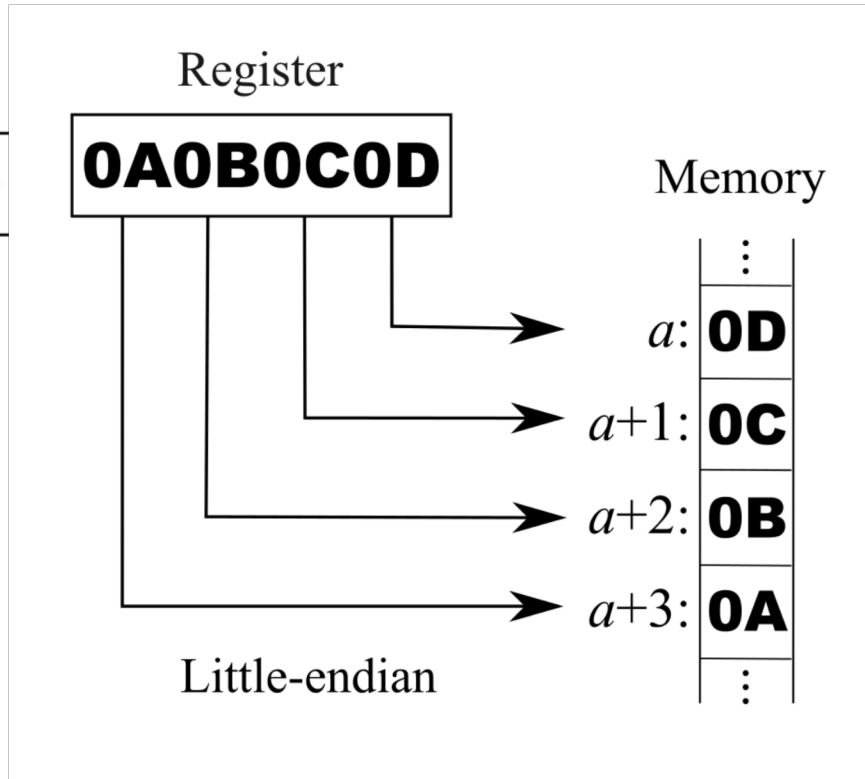 Register
0A0B0C0D
Memory
⋮
a: 0D
a+1: 0C
a+2: 0B
a+3: 0A
⋮
Little-endian